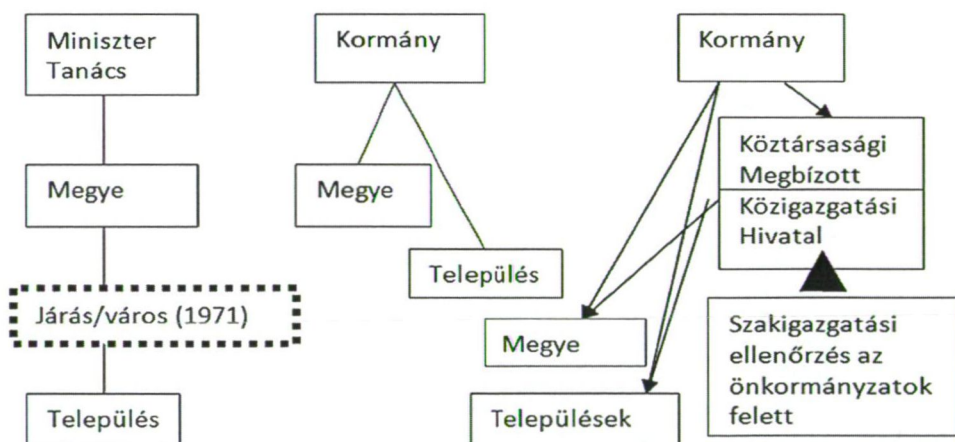 Miniszter
Tanács
Megye
Járás/város (1971)
Település
Kormány
Megye
Település
Kormány
Köztársasági
Megbízott
Közigazgatási
Hivatal
Megye
Települések
Szakigazgatási
ellenőrzés az
önkormányzatok
felett